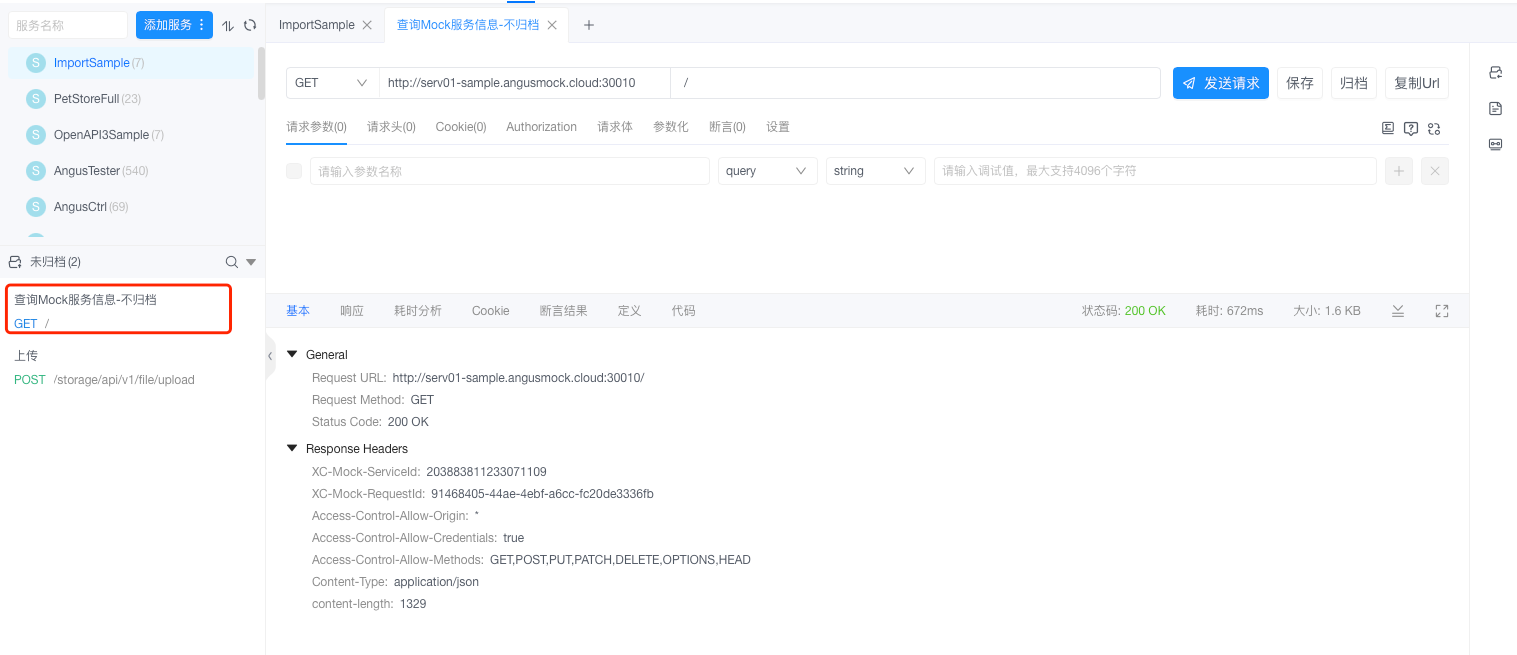 服务名称
添加服务
S ImportSample (7)
S PetStoreFull (23)
S OpenAPI3Sample (7)
S AngusTester (540)
S AngusCtrl (69)
未归档 (2)
查询Mock服务信息-不归档
GET /
上传
POST /storage/api/v1/file/upload
ImportSample
查询Mock服务信息-不归档
GET http://serv01-sample.angusmock.cloud:30010 / 发送请求 保存 归档 复制Url
请求参数(0) 请求头(0) Cookie(0) Authorization 请求体 参数化 断言(0) 设置
请输入参数名称 query string 请输入调试值，最大支持4096个字符
基本 响应 耗时分析 Cookie 断言结果 定义 代码 状态码: 200 OK 耗时: 672ms 大小: 1.6 KB
General
Request URL: http://serv01-sample.angusmock.cloud:30010/
Request Method: GET
Status Code: 200 OK
Response Headers
XC-Mock-ServiceId: 203883811233071109
XC-Mock-RequestId: 91468405-44ae-4ebf-a6cc-fc20de3336fb
Access-Control-Allow-Origin: *
Access-Control-Allow-Credentials: true
Access-Control-Allow-Methods: GET,POST,PUT,PATCH,DELETE,OPTIONS,HEAD
Content-Type: application/json
content-length: 1329